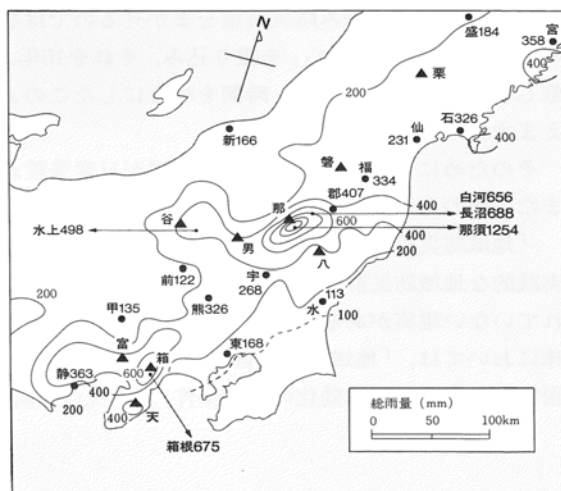 盛184
宮
358
400
栗
200
N
石326
400
仙
231
新166
磐
福
334
郡407
白河656
長沼688
那須1254
400
600
那
400
200
谷
水上498
男
八
前122
宇
268
熊326
113
水
100
200
甲135
富
箱
600
東168
静363
400
200
400
天
箱根675
総雨量 (mm)
0 50 100km